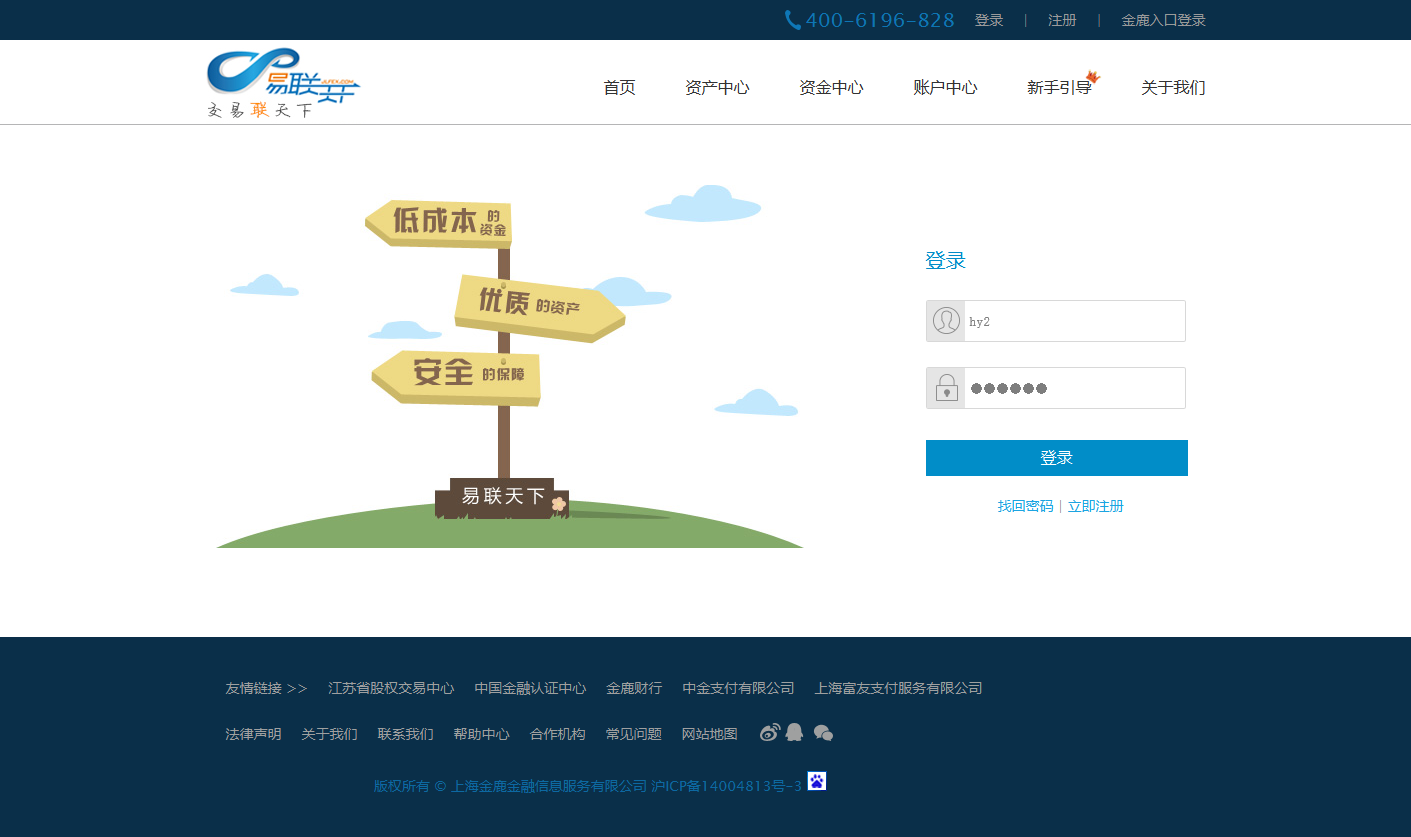 400-6196-828 登录 | 注册 | 金鹿入口登录
易联天下
JLFEX.COM
交易联天下
首页 资产中心 资金中心 账户中心 新手引导 关于我们
低成本的资金
优质的资产
安全的保障
易联天下
登录
hy2
●●●●●●
登录
找回密码 | 立即注册
友情链接 >> 江苏省股权交易中心 中国金融认证中心 金鹿财行 中金支付有限公司 上海富友支付服务有限公司
法律声明 关于我们 联系我们 帮助中心 合作机构 常见问题 网站地图
版权所有 © 上海金鹿金融信息服务有限公司 沪ICP备14004813号-3